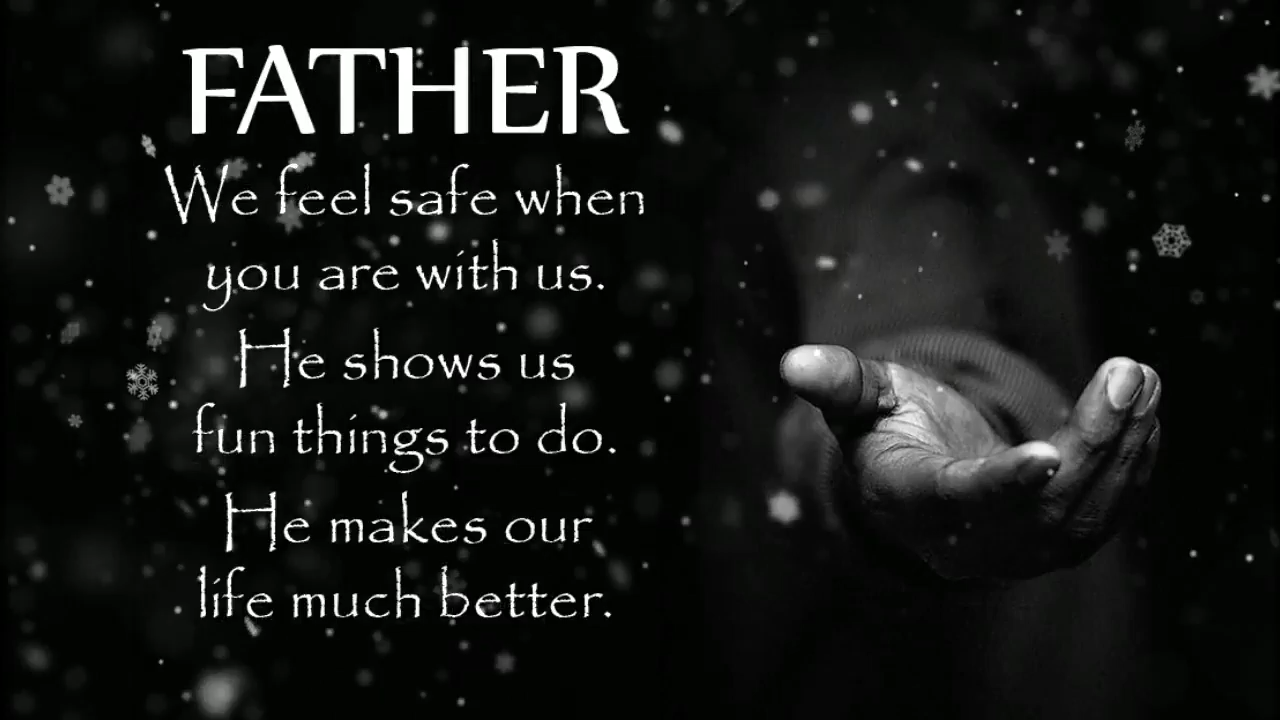 FATHER
We feel safe when
you are with us.
He shows us
fun things to do.
He makes our
life much better.